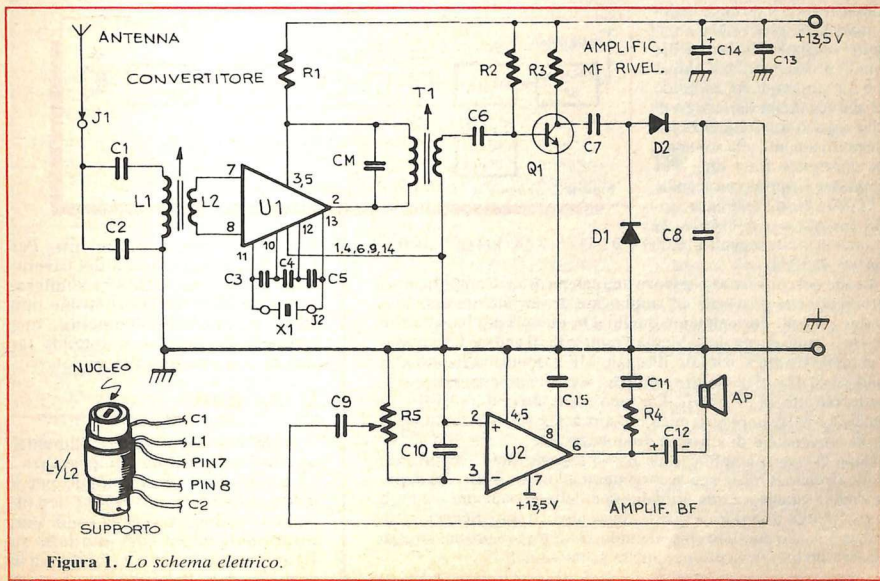 ANTENNA
J1
CONVERTITORE
R1
C1
C2
L1
L2
7
8
U1
3,5
2
12
13
10
11
1,4,6,9,14
C3
C4
C5
X1
J2
CM
T1
C6
R2
R3
AMPLIFIC.
MF RIVEL.
+
C14
-
C13
+13,5V
Q1
C7
D2
D1
C8
NUCLEO
C1
L1
PIN7
PIN8
C2
L1/L2
SUPPORTO
C9
R5
C10
2
+
3
-
4,5
U2
8
6
7
+13,5V
C15
C11
R4
+
C12
-
AP
AMPLIF. BF
Figura 1. Lo schema elettrico.